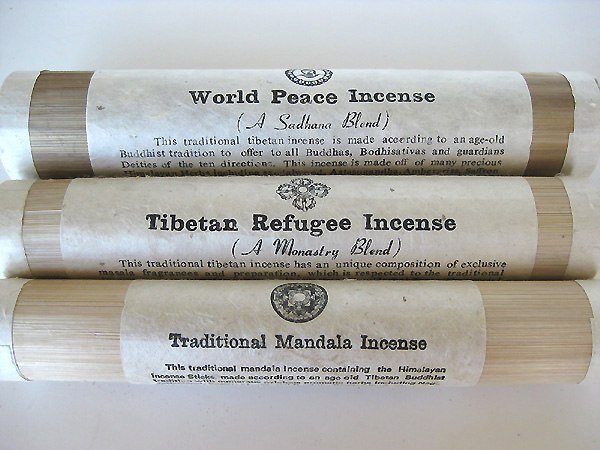 World Peace Incense
(A Sadhana Blend)
This traditional tibetan incense is made according to an age-old
Buddhist tradition to offer to all Buddhas, Bodhisativas and guardians
Deities of the ten directions. This incense is made off of many precious
Tibetan Refugee Incense
(A Monastry Blend)
This traditional tibetan incense has an unique composition of exclusive
masala fragrances and preparation, which is respected to the traditional
Traditional Mandala Incense
This traditional mandala incense containing the Himalayan
Incense Sticks, made according to an age old Tibetan Buddhist